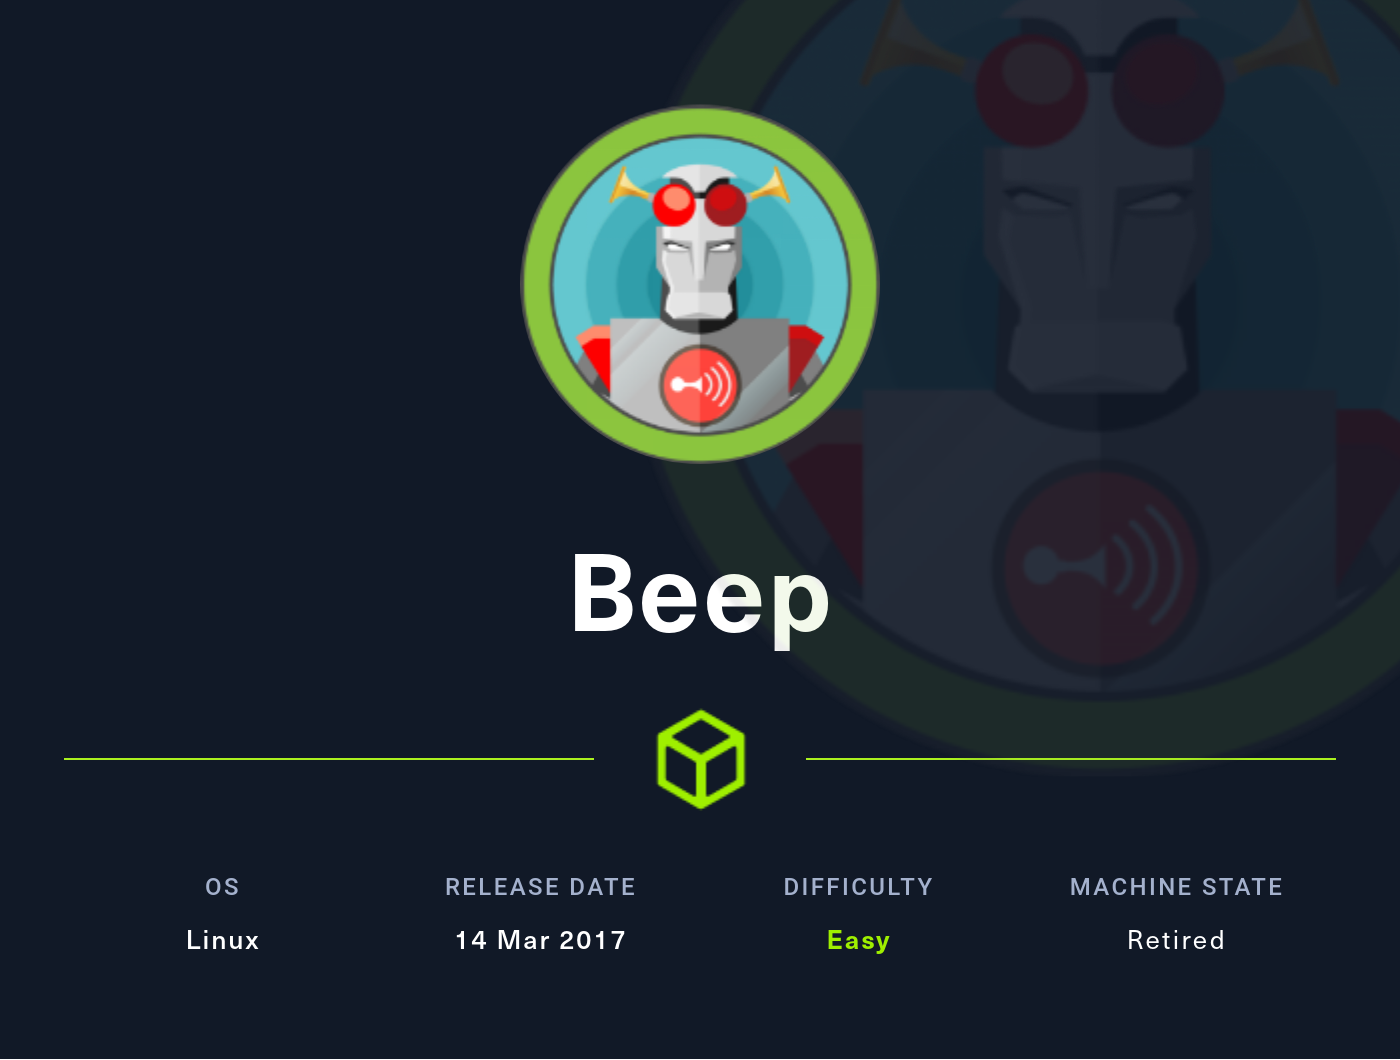 Beep
OS
RELEASE DATE
DIFFICULTY
MACHINE STATE
Linux
14 Mar 2017
Easy
Retired